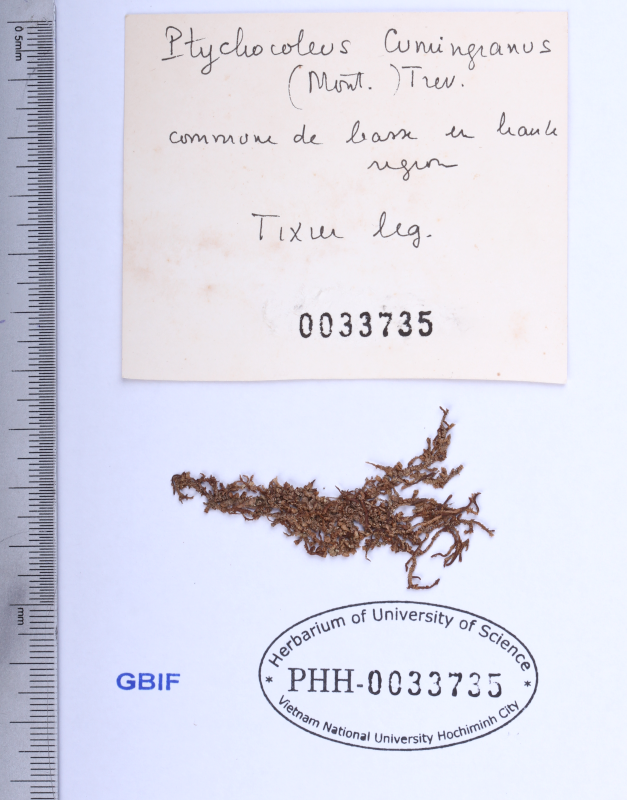 0.5mm
Ptychocoleus Cumingianus
(Mont.) Trev.
commune de basse en haute
region
Tixier leg.
0033735
mm
GBIF
Herbarium of University of Science
* PHH-0033735 *
Vietnam National University Hochiminh City